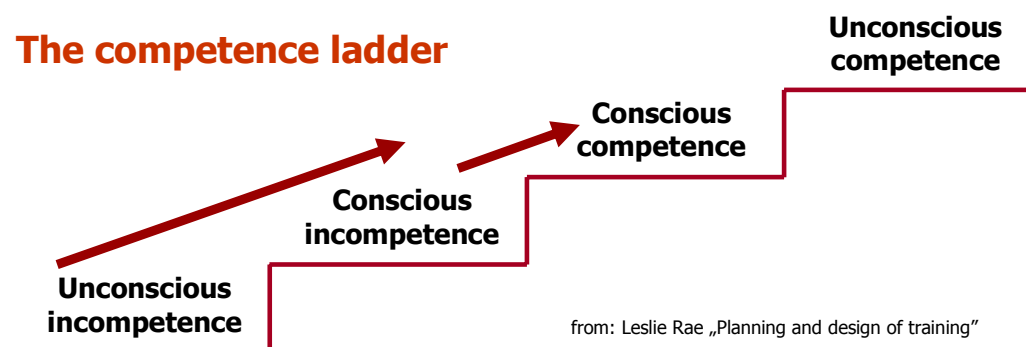 The competence ladder
Unconscious
competence
Conscious
competence
Conscious
incompetence
Unconscious
incompetence
from: Leslie Rae „Planning and design of training”